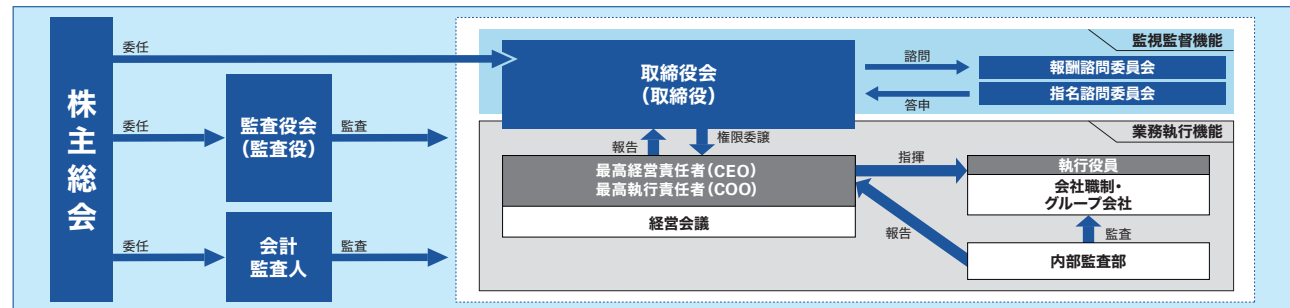 株主総会
委任
委任
監査役会
(監査役)
監査
委任
会計
監査人
監査
監視監督機能
取締役会
(取締役)
諮問
答申
報酬諮問委員会
指名諮問委員会
業務執行機能
報告
権限委譲
最高経営責任者(CEO)
最高執行責任者(COO)
経営会議
指揮
報告
執行役員
会社職制・
グループ会社
監査
内部監査部